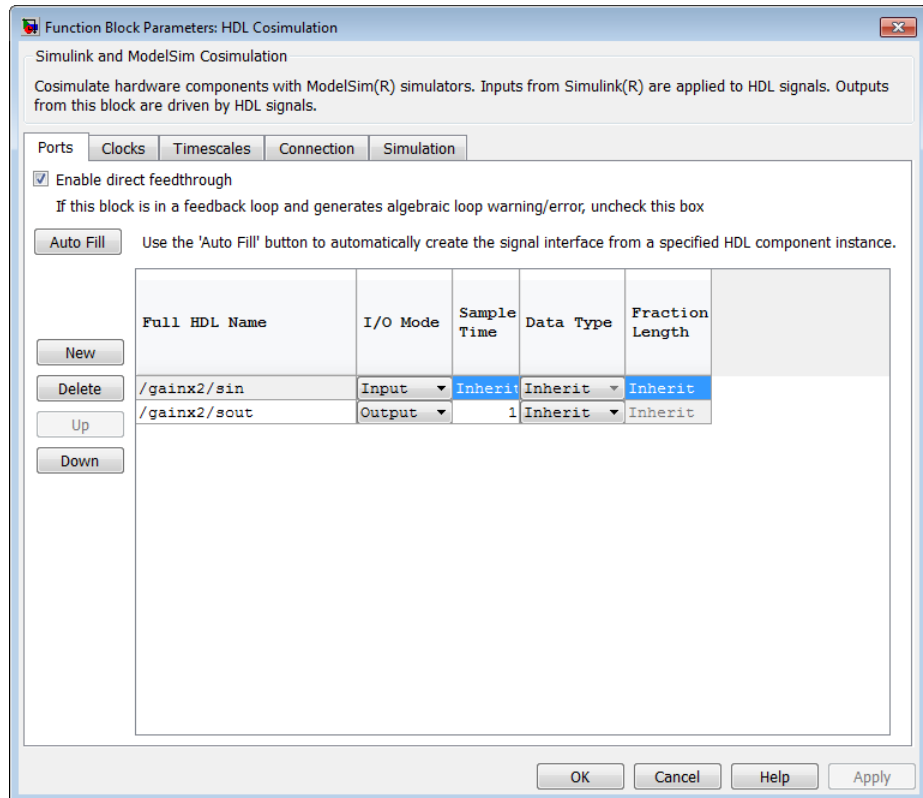 Function Block Parameters: HDL Cosimulation
Simulink and ModelSim Cosimulation
Cosimulate hardware components with ModelSim(R) simulators. Inputs from Simulink(R) are applied to HDL signals. Outputs
from this block are driven by HDL signals.
Ports Clocks Timescales Connection Simulation
Enable direct feedthrough
If this block is in a feedback loop and generates algebraic loop warning/error, uncheck this box
Auto Fill Use the 'Auto Fill' button to automatically create the signal interface from a specified HDL component instance.
Full HDL Name I/O Mode Sample Time Data Type Fraction Length
New
Delete /gainx2/sin Input Inherit Inherit Inherit
/gainx2/sout Output 1 Inherit Inherit
Up
Down
OK Cancel Help Apply